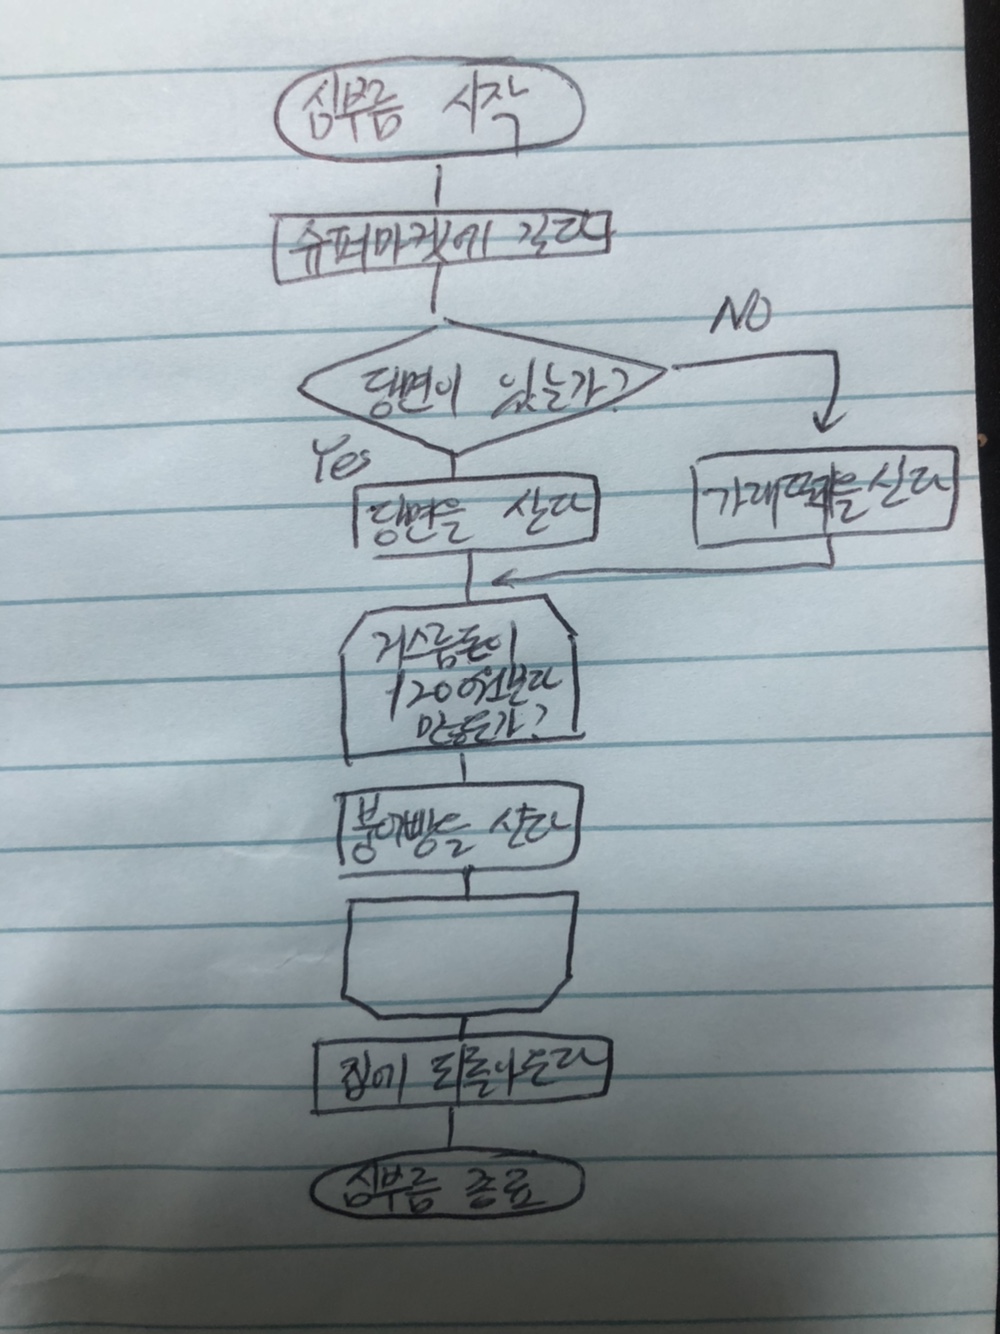 심부름 시작
슈퍼마켓에 간다
NO
당면이 있는가?
Yes
당면을 산다
가래떡을 산다
거스름돈이
120원보다
많은가?
붕어빵을 산다
집에 되돌아온다
심부름 종료